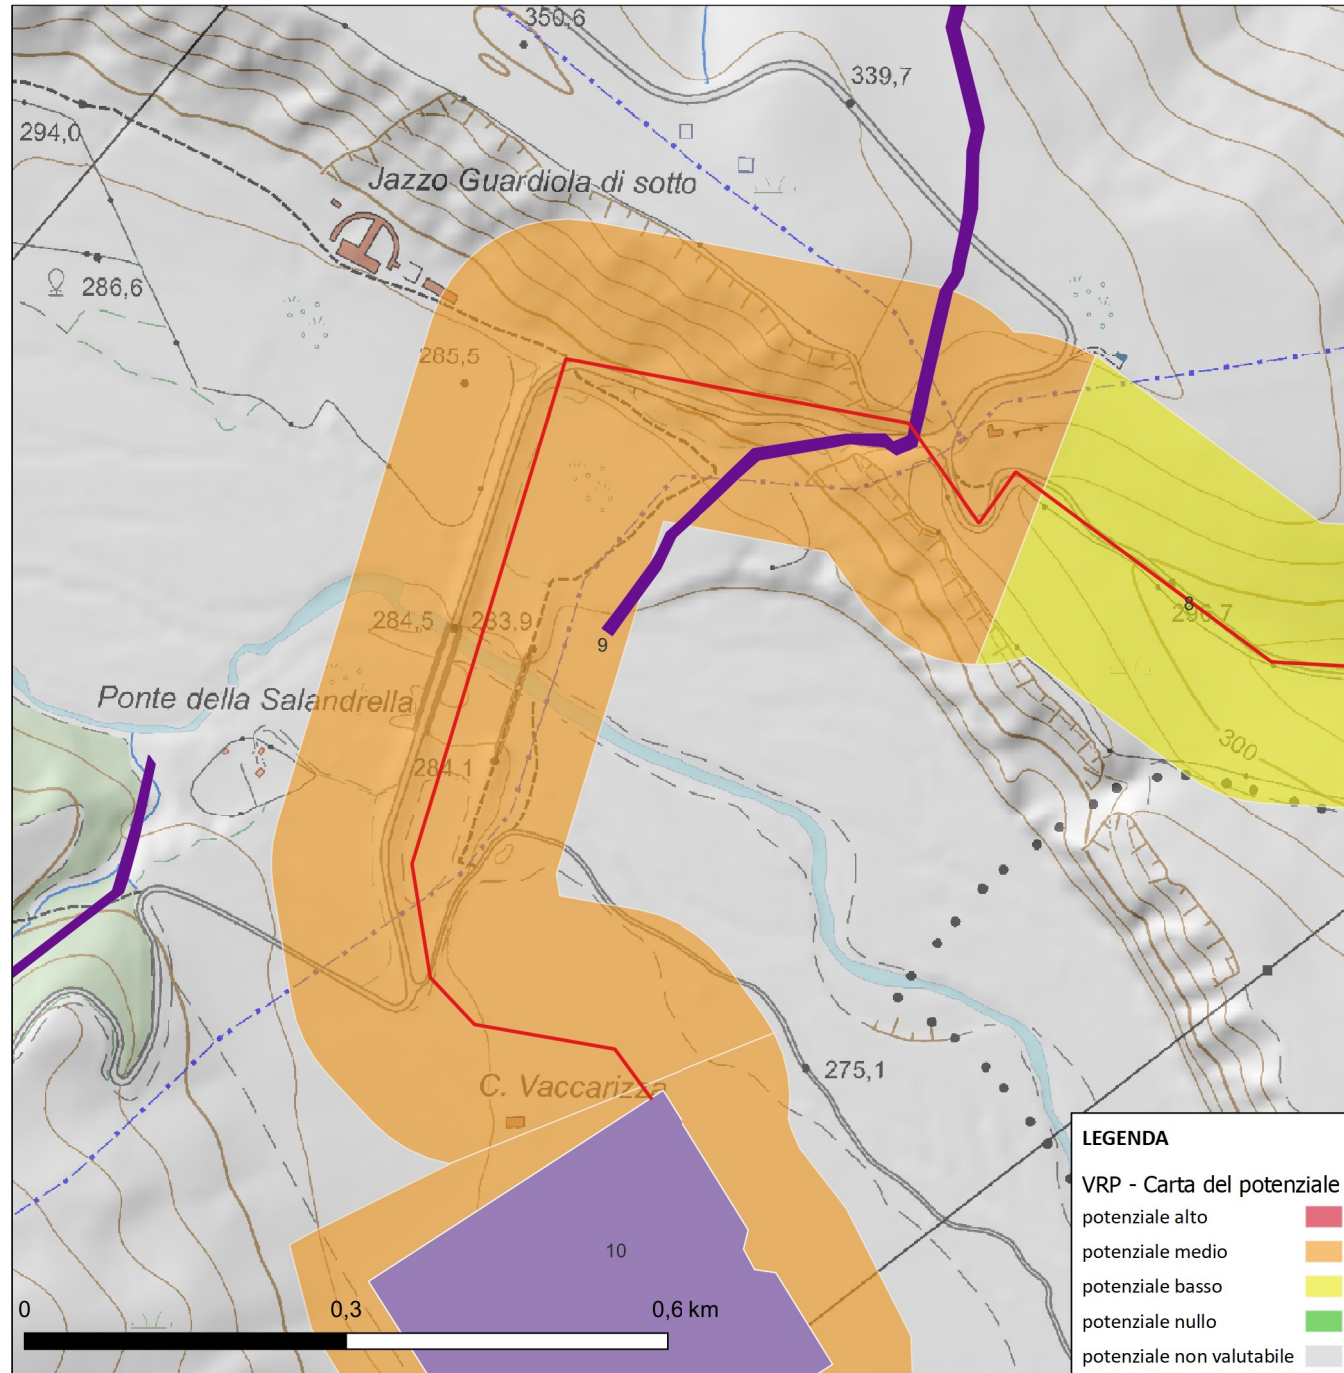 350,6
339,7
294,0
Jazzo Guardiola di sotto
286,6
285,5
8
296,7
284,5
283,9
9
Ponte della Salandrella
300
284,1
275,1
C. Vaccarizza
10
0
0,3
0,6 km
LEGENDA
VRP - Carta del potenziale
potenziale alto
potenziale medio
potenziale basso
potenziale nullo
potenziale non valutabile